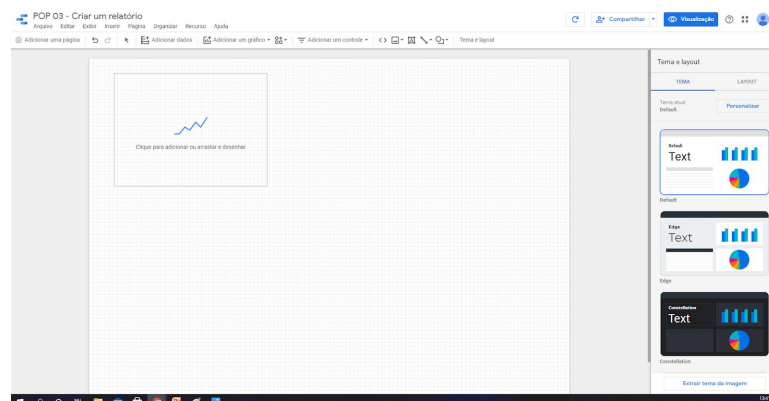 POP 03 - Criar um relatório
Arquivo Editar Exibir Inserir Página Organizar Recurso Ajuda
Compartilhar
Visualização
Adicionar uma página
Adicionar dados
Adicionar um gráfico
Adicionar um controle
Tema e layout
Tema e layout
TEMA LAYOUT
Tema atual
Default
Personalizar
Clique para adicionar ou arrastar e desenhar
Default
Text
Default
Edge
Text
Edge
Constellation
Text
Constellation
Extrair tema da imagem